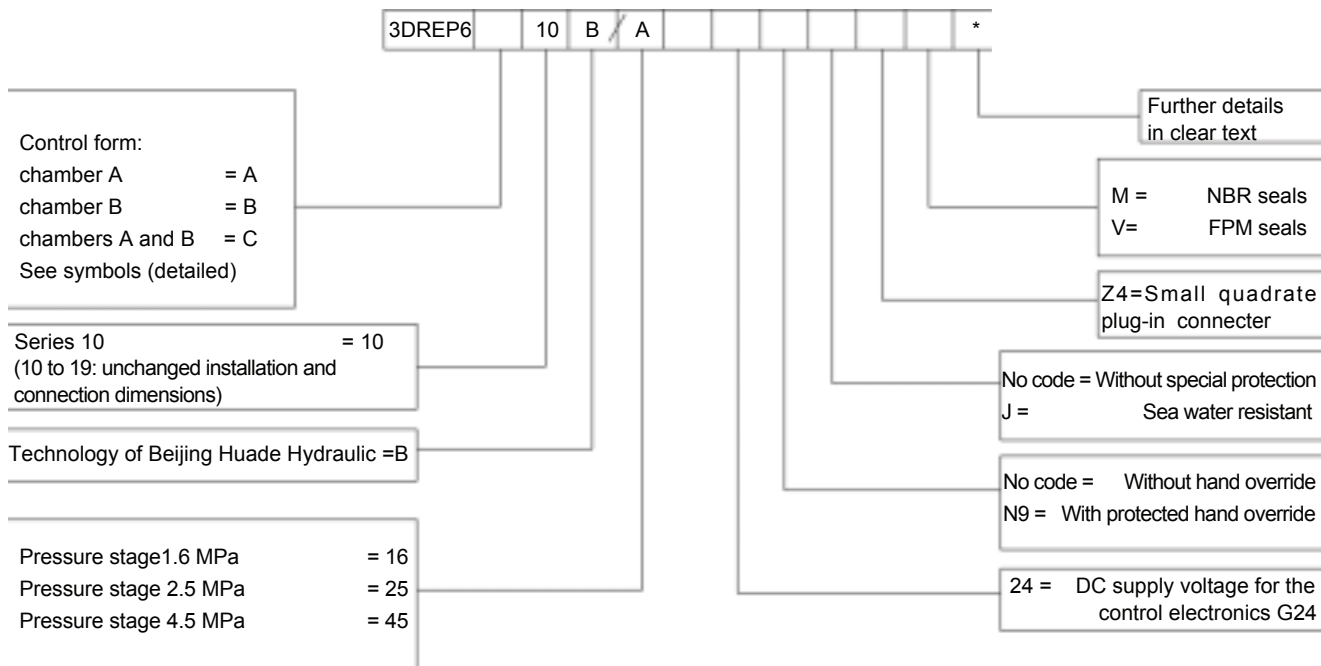 3DREP6 10 B / A *
Control form:
chamber A = A
chamber B = B
chambers A and B = C
See symbols (detailed)
Series 10 = 10
(10 to 19: unchanged installation and
connection dimensions)
Technology of Beijing Huade Hydraulic =B
Pressure stage1.6 MPa = 16
Pressure stage 2.5 MPa = 25
Pressure stage 4.5 MPa = 45
Further details
in clear text
M = NBR seals
V= FPM seals
Z4=Small quadrate
plug-in connecter
No code = Without special protection
J = Sea water resistant
No code = Without hand override
N9 = With protected hand override
24 = DC supply voltage for the
control electronics G24